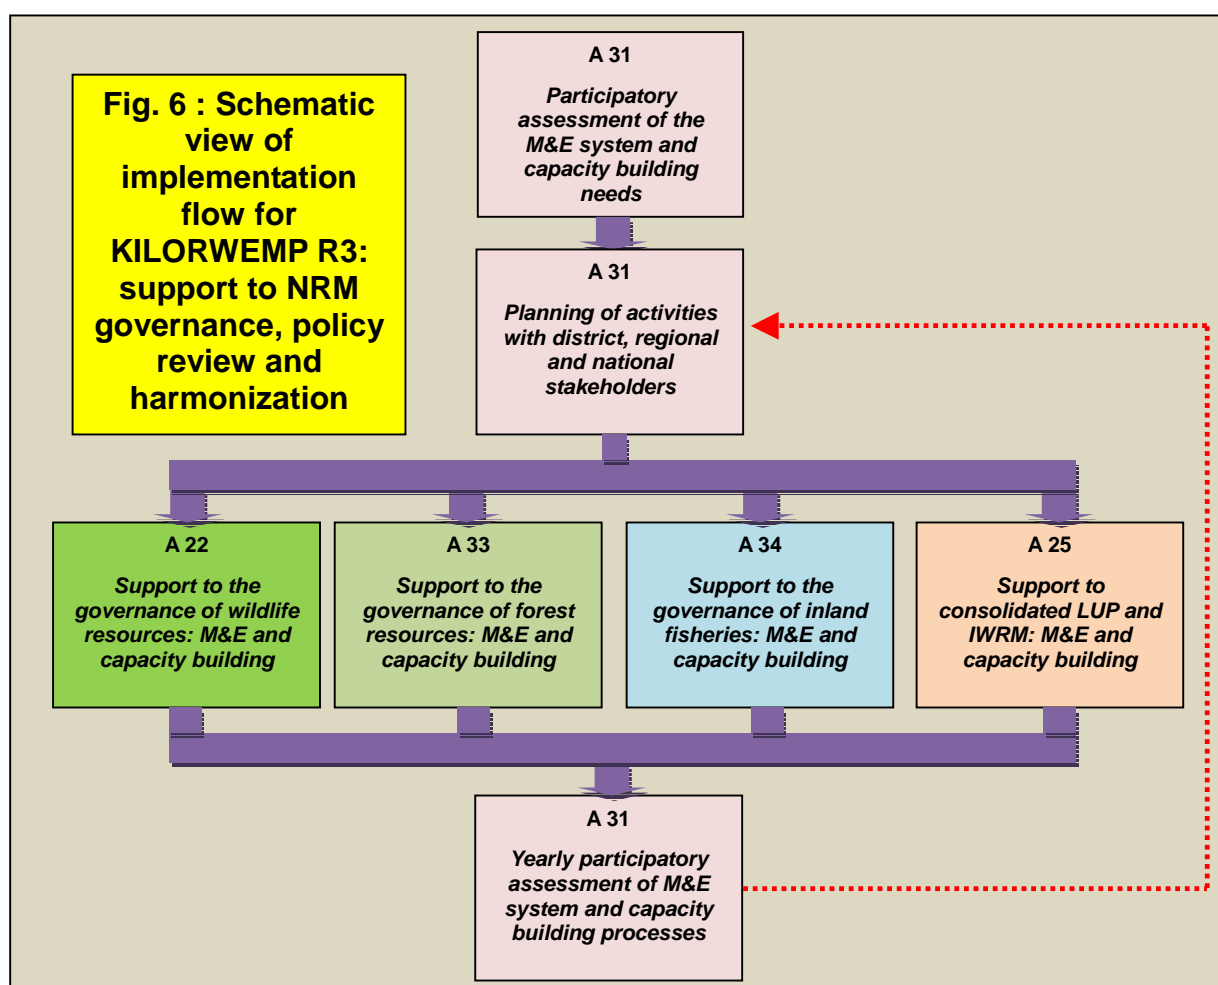 Fig. 6 : Schematic
view of
implementation
flow for
KILORWEMP R3:
support to NRM
governance, policy
review and
harmonization
A 31
Participatory
assessment of the
M&E system and
capacity building
needs
A 31
Planning of activities
with district, regional
and national
stakeholders
A 22
Support to the
governance of wildlife
resources: M&E and
capacity building
A 33
Support to the
governance of forest
resources: M&E and
capacity building
A 34
Support to the
governance of inland
fisheries: M&E and
capacity building
A 25
Support to
consolidated LUP and
IWRM: M&E and
capacity building
A 31
Yearly participatory
assessment of M&E
system and capacity
building processes